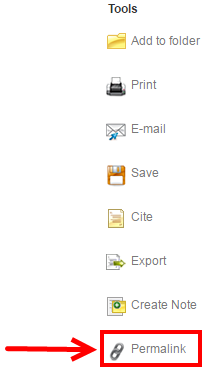 Tools
Add to folder
Print
E-mail
Save
Cite
Export
Create Note
Permalink